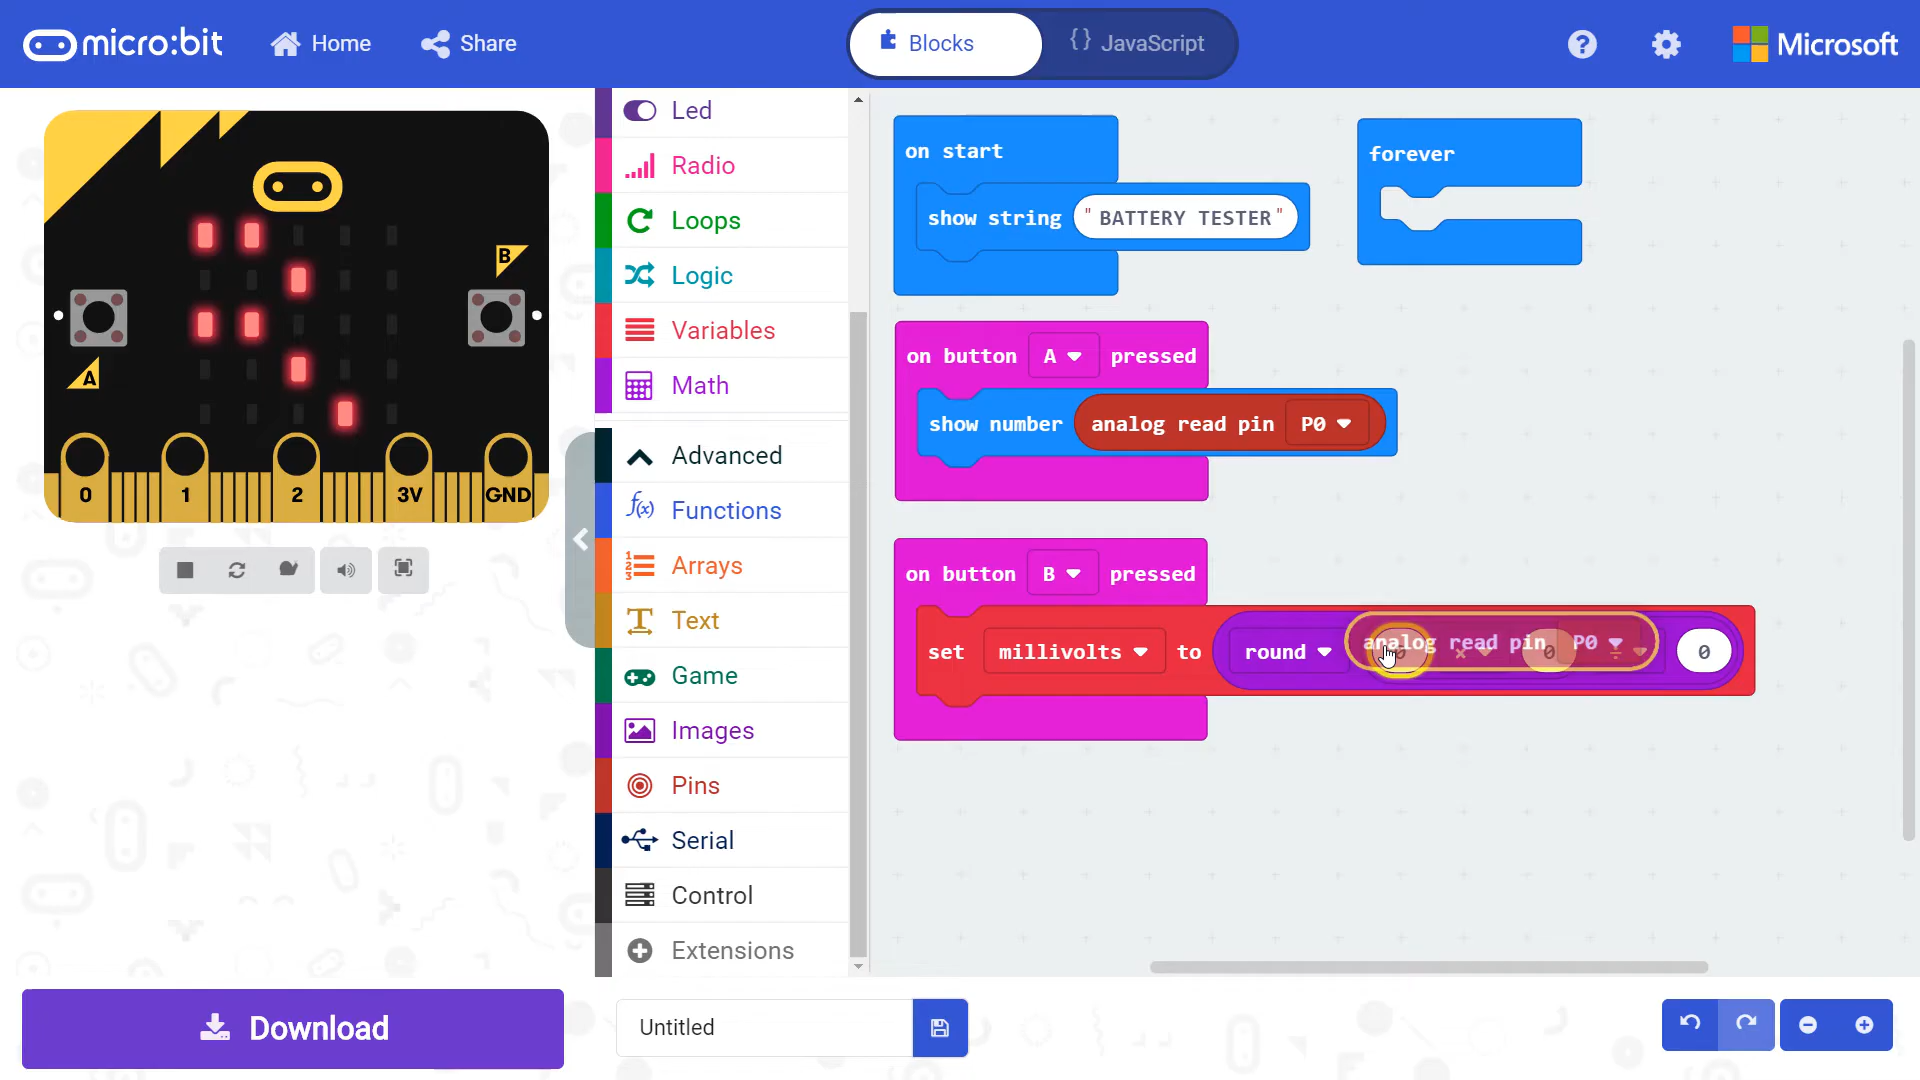 micro:bit
Home
Share
Blocks
{} JavaScript
?
Microsoft
B
A
0 1 2 3V GND
Download
Led
Radio
Loops
Logic
Variables
Math
Advanced
f(x) Functions
Arrays
Text
Game
Images
Pins
Serial
Control
Extensions
Untitled
on start
show string "BATTERY TESTER"
forever
on button A pressed
show number analog read pin P0
on button B pressed
set millivolts to round analog read pin P0 0